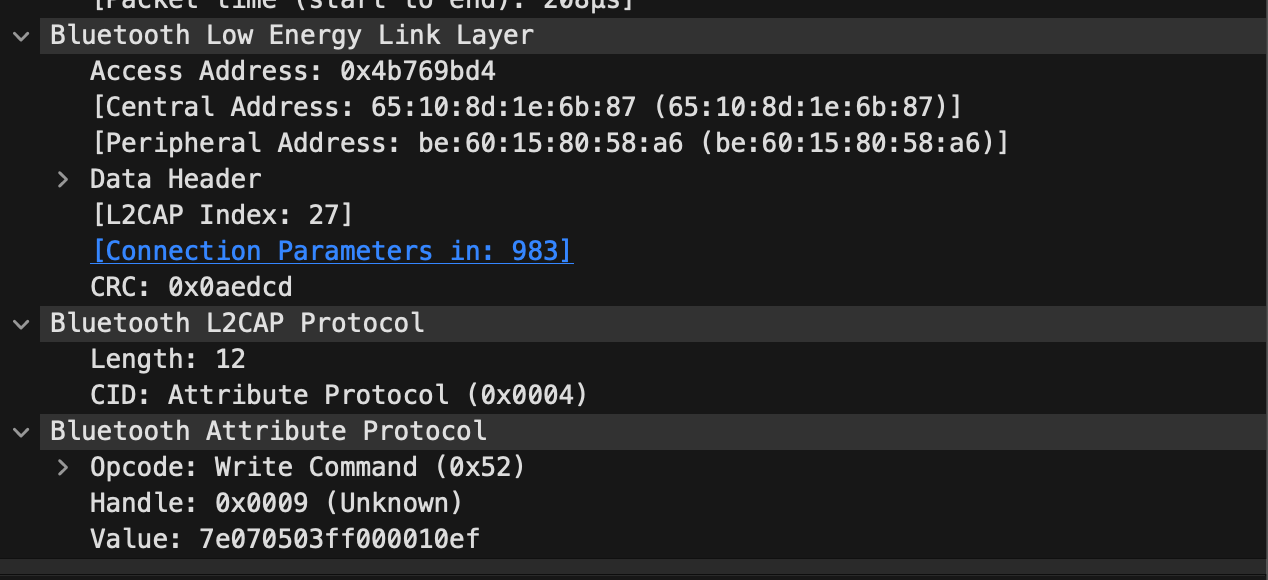 [Packet time (start to end): 208µs]
Bluetooth Low Energy Link Layer
Access Address: 0x4b769bd4
[Central Address: 65:10:8d:1e:6b:87 (65:10:8d:1e:6b:87)]
[Peripheral Address: be:60:15:80:58:a6 (be:60:15:80:58:a6)]
Data Header
[L2CAP Index: 27]
[Connection Parameters in: 983]
CRC: 0x0aedcd
Bluetooth L2CAP Protocol
Length: 12
CID: Attribute Protocol (0x0004)
Bluetooth Attribute Protocol
Opcode: Write Command (0x52)
Handle: 0x0009 (Unknown)
Value: 7e070503ff000010ef